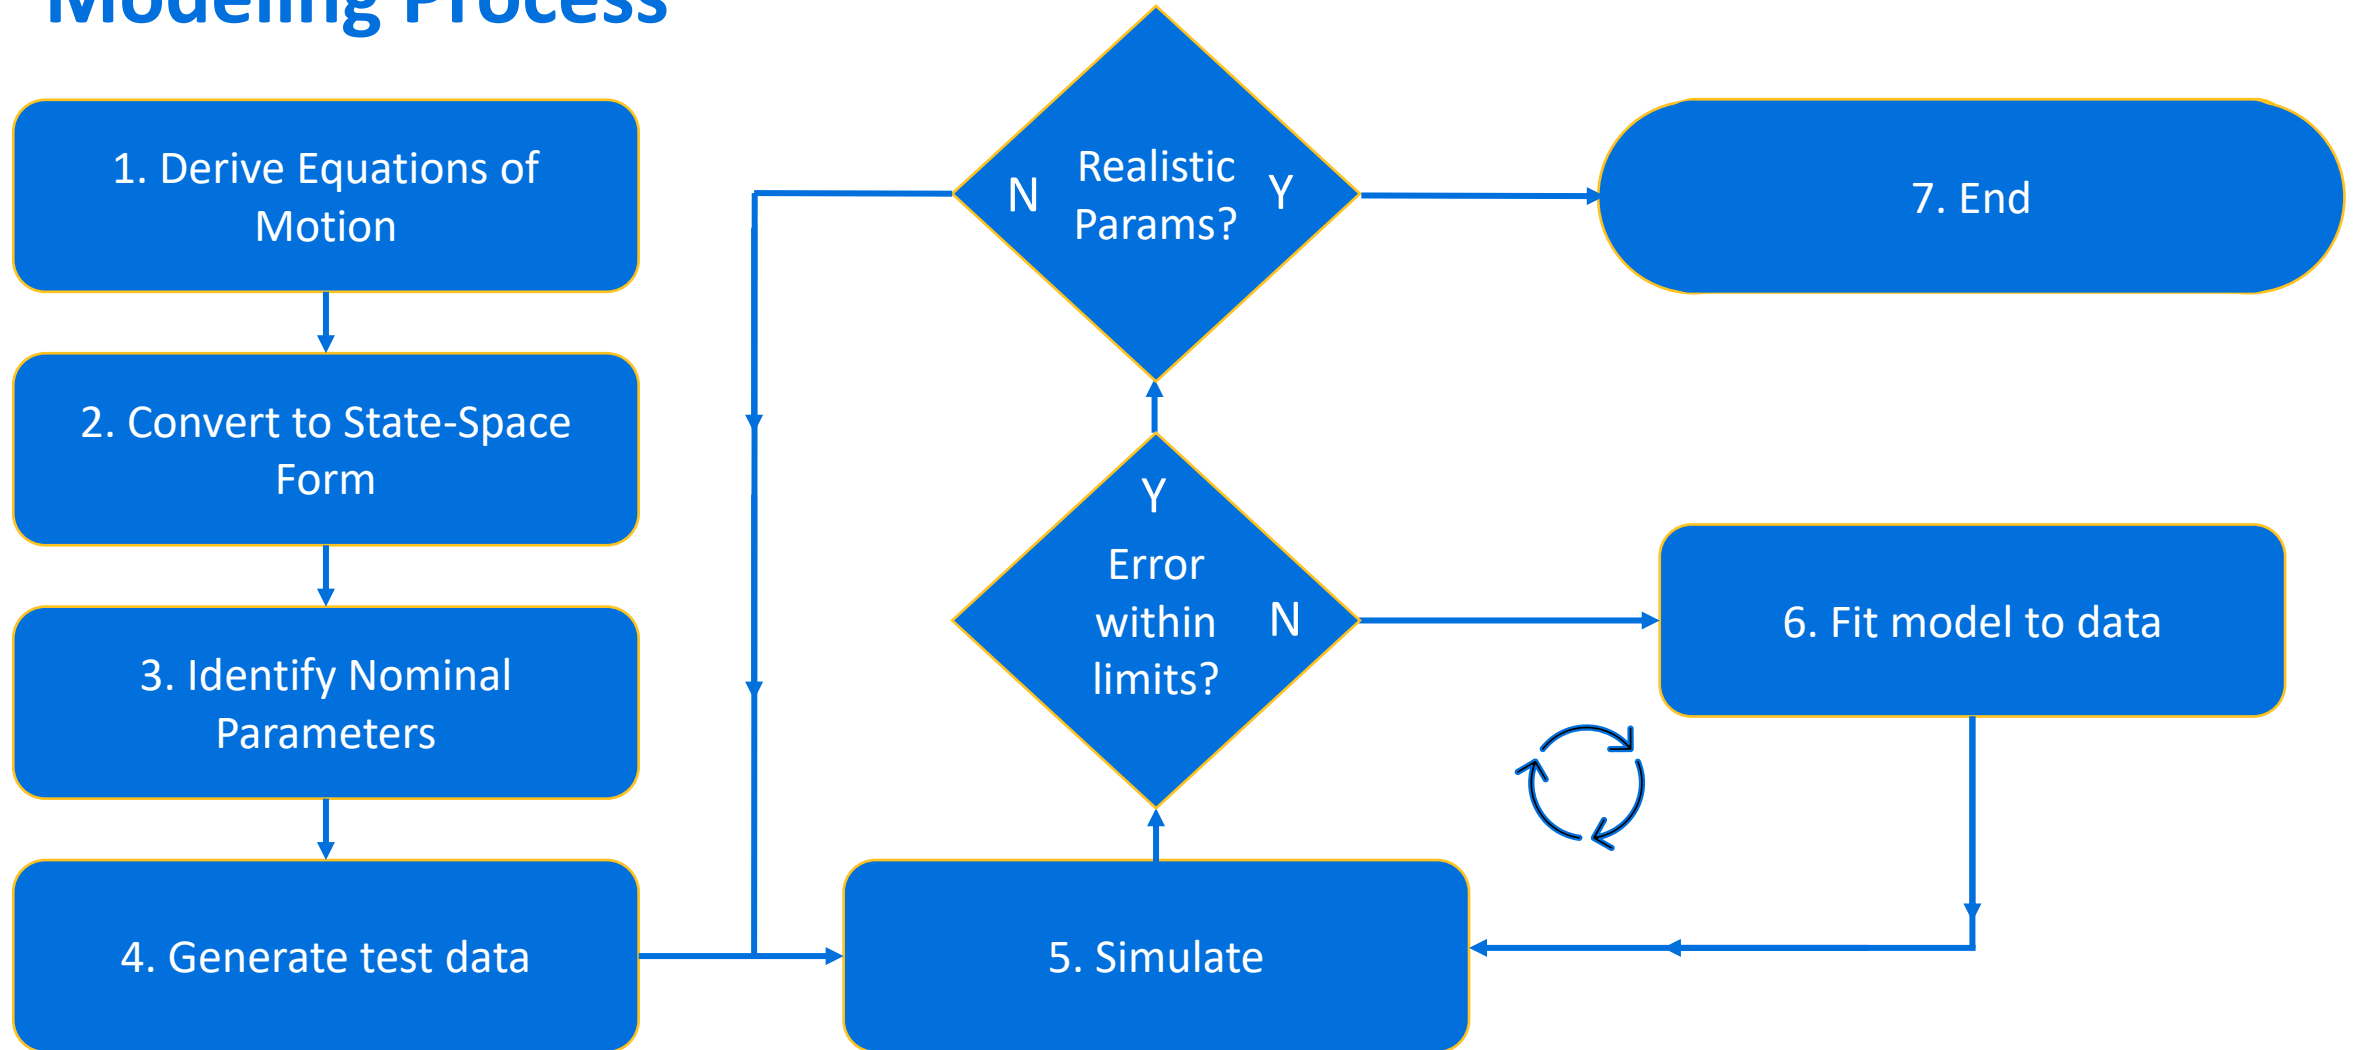 Modeling Process
1. Derive Equations of
Motion
2. Convert to State-Space
Form
3. Identify Nominal
Parameters
4. Generate test data
Realistic
Params?
N
Y
7. End
Y
Error
within
limits?
N
6. Fit model to data
5. Simulate